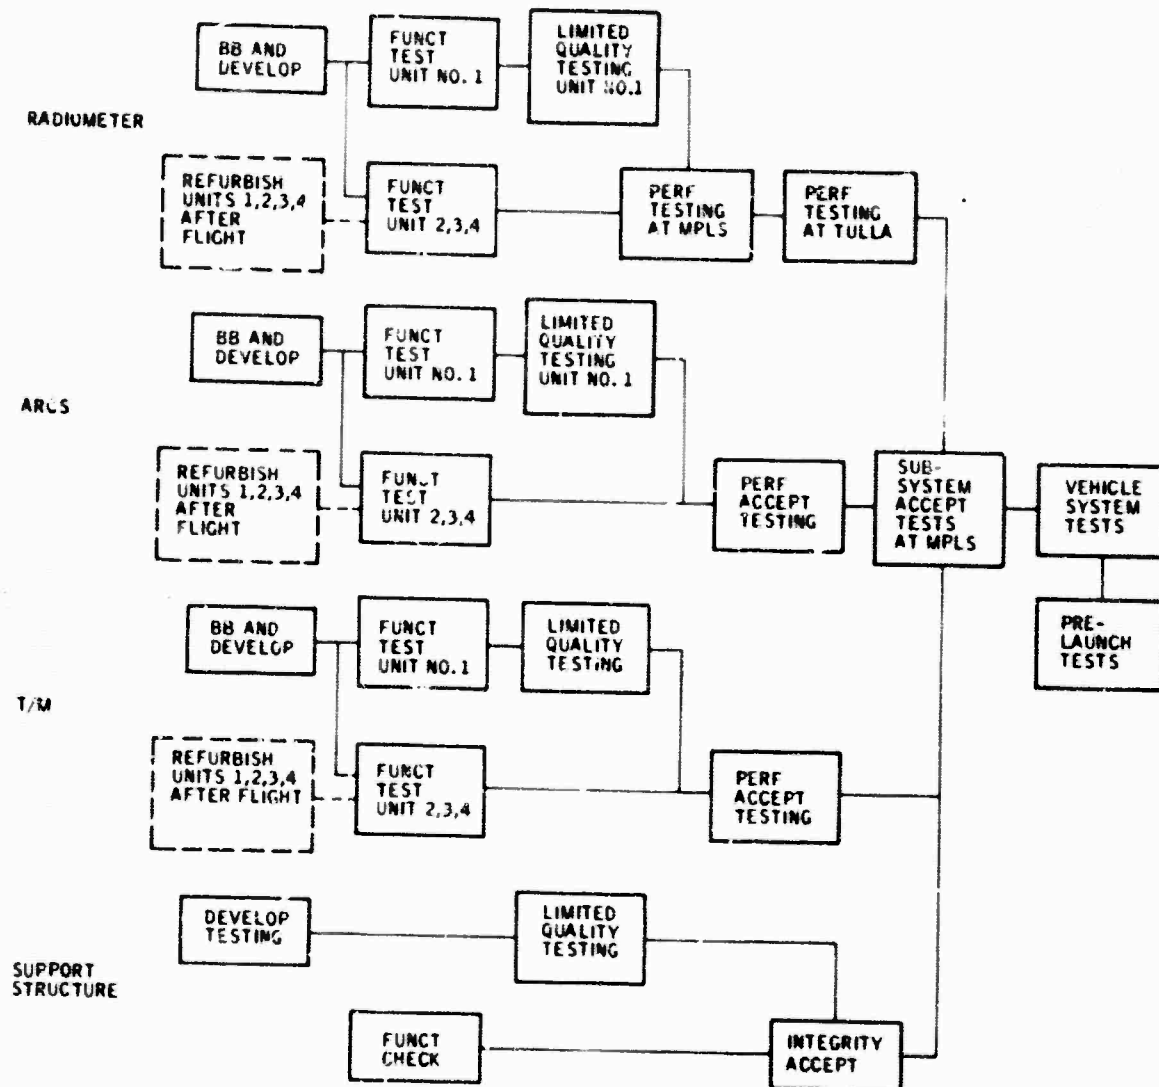 BB AND
DEVELOP
FUNCT
TEST
UNIT NO. 1
LIMITED
QUALITY
TESTING
UNIT NO.1
RADIOMETER
REFURBISH
UNITS 1,2,3,4
AFTER
FLIGHT
FUNCT
TEST
UNIT 2,3,4
PERF
TESTING
AT MPLS
PERF
TESTING
AT TULLA
BB AND
DEVELOP
FUNCT
TEST
UNIT NO. 1
LIMITED
QUALITY
TESTING
UNIT NO. 1
ARCS
REFURBISH
UNITS 1,2,3,4
AFTER
FLIGHT
FUNCT
TEST
UNIT 2,3,4
PERF
ACCEPT
TESTING
SUB-
SYSTEM
ACCEPT
TESTS
AT MPLS
VEHICLE
SYSTEM
TESTS
BB AND
DEVELOP
FUNCT
TEST
UNIT NO. 1
LIMITED
QUALITY
TESTING
PRE-
LAUNCH
TESTS
T/M
REFURBISH
UNITS 1,2,3,4
AFTER FLIGHT
FUNCT
TEST
UNIT 2,3,4
PERF
ACCEPT
TESTING
DEVELOP
TESTING
LIMITED
QUALITY
TESTING
SUPPORT
STRUCTURE
FUNCT
CHECK
INTEGRITY
ACCEPT